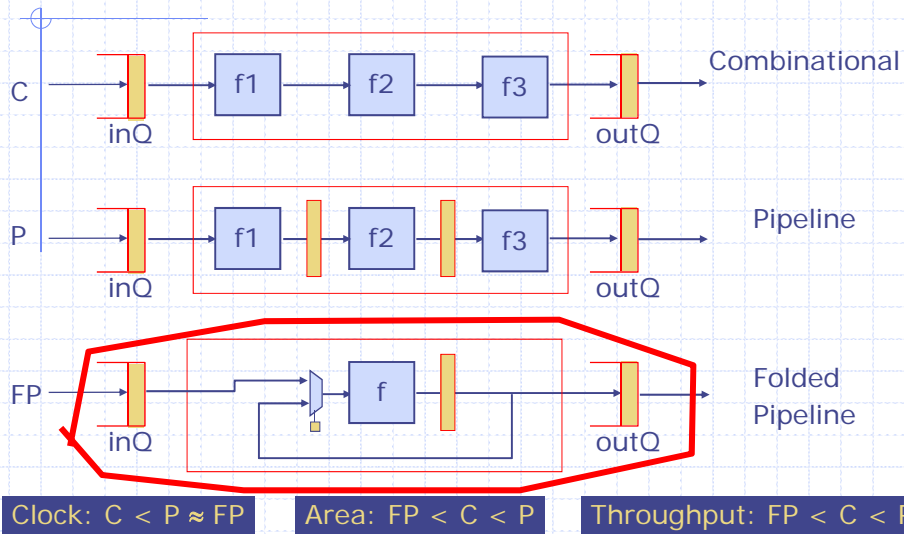 C
f1
f2
f3
Combinational
inQ
outQ
P
f1
f2
f3
Pipeline
inQ
outQ
FP
f
Folded
Pipeline
inQ
outQ
Clock: C < P ≈ FP
Area: FP < C < P
Throughput: FP < C < P